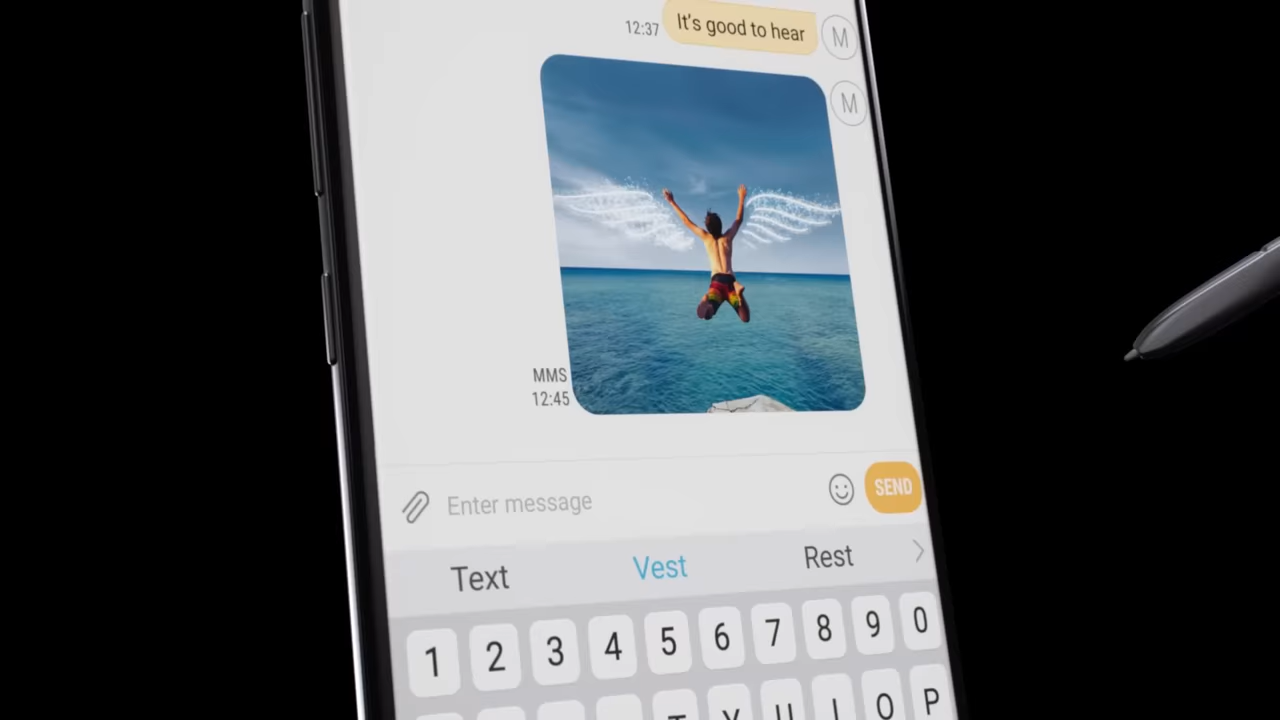 It's good to hear
12:37
M
M
MMS
12:45
Enter message
SEND
Text
Vest
Rest
1 2 3 4 5 6 7 8 9 0
T Y U I O P